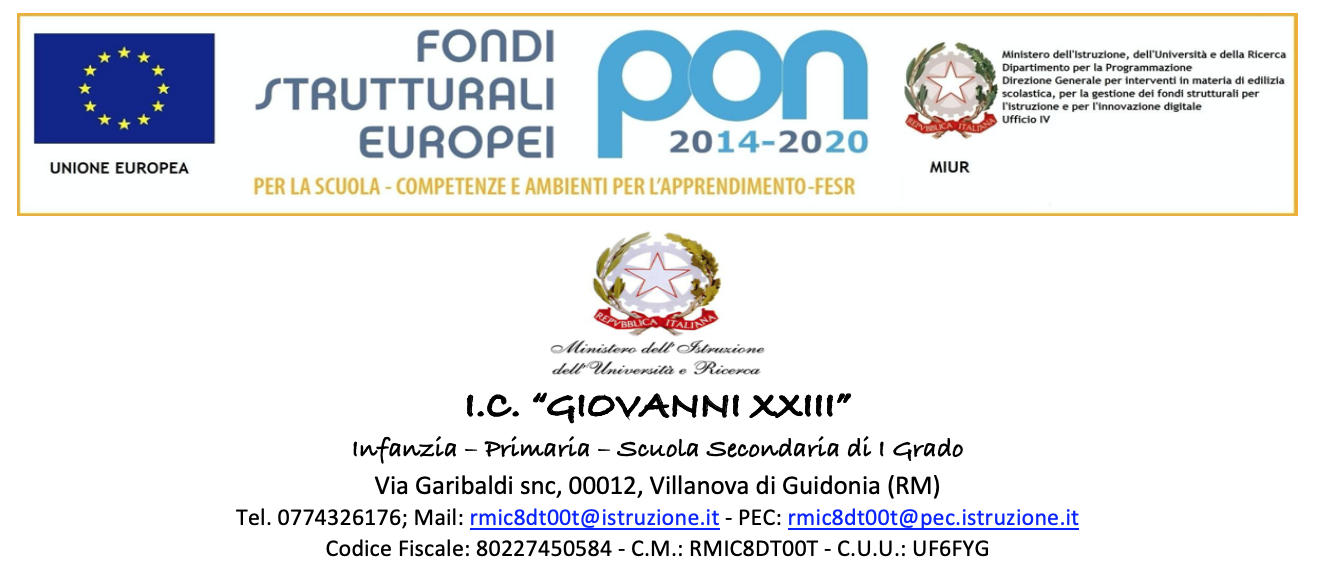 FONDI
STRUTTURALI
EUROPEI
pon
2014-2020
PER LA SCUOLA - COMPETENZE E AMBIENTI PER L'APPRENDIMENTO-FESR
UNIONE EUROPEA
REPVBBLICA ITALIANA
Ministero dell'Istruzione, dell'Università e della Ricerca
Dipartimento per la Programmazione
Direzione Generale per interventi in materia di edilizia
scolastica, per la gestione dei fondi strutturali per
l'istruzione e per l'innovazione digitale
Ufficio IV
MIUR
REPVBBLICA ITALIANA
Ministero dell'Istruzione
dell'Università e Ricerca
I.C. “GIOVANNI XXIII”
Infanzia – Primaria – Scuola Secondaria di I Grado
Via Garibaldi snc, 00012, Villanova di Guidonia (RM)
Tel. 0774326176; Mail: rmic8dt00t@istruzione.it - PEC: rmic8dt00t@pec.istruzione.it
Codice Fiscale: 80227450584 - C.M.: RMIC8DT00T - C.U.U.: UF6FYG